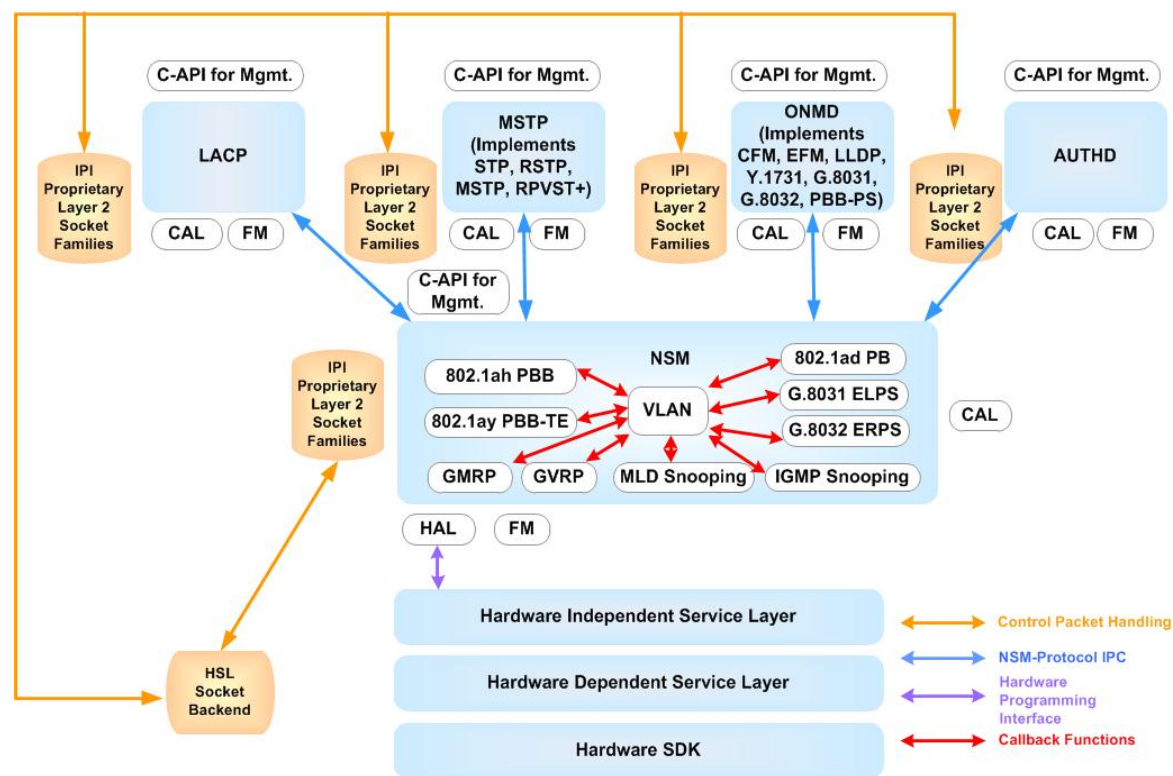 C-API for Mgmt.
C-API for Mgmt.
C-API for Mgmt.
C-API for Mgmt.
LACP
MSTP
(Implements
STP, RSTP,
MSTP, RPVST+)
ONMD
(Implements
CFM, EFM, LLDP,
Y.1731, G.8031,
G.8032, PBB-PS)
AUTHD
IPI
Proprietary
Layer 2
Socket
Families
IPI
Proprietary
Layer 2
Socket
Families
IPI
Proprietary
Layer 2
Socket
Families
IPI
Proprietary
Layer 2
Socket
Families
CAL
FM
CAL
FM
CAL
FM
CAL
FM
C-API for
Mgmt.
IPI
Proprietary
Layer 2
Socket
Families
NSM
802.1ah PBB
802.1ay PBB-TE
VLAN
802.1ad PB
G.8031 ELPS
G.8032 ERPS
GMRP
GVRP
MLD Snooping
IGMP Snooping
CAL
HAL
FM
Hardware Independent Service Layer
Hardware Dependent Service Layer
Hardware SDK
HSL
Socket
Backend
Control Packet Handling
NSM-Protocol IPC
Hardware
Programming
Interface
Callback Functions